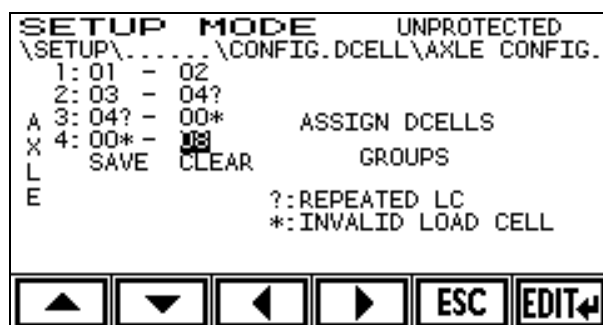 SETUP MODE UNPROTECTED
\SETUP\.......\CONFIG.DCELL\AXLE CONFIG.
1: 01 - 02
2: 03 - 04?
3: 04? - 00*
4: 00* - 08
AXLE
SAVE CLEAR
ASSIGN DCELLS
GROUPS
?:REPEATED LC
*:INVALID LOAD CELL
ESC EDIT↵